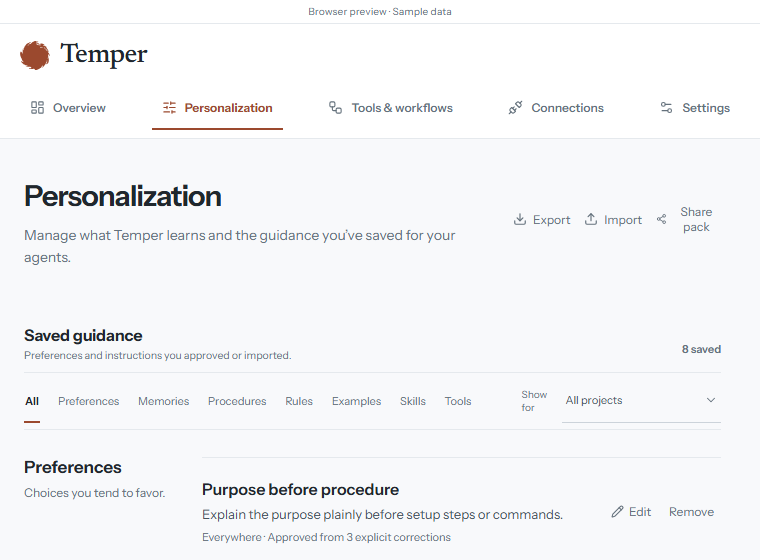 Browser preview · Sample data
Temper
Overview
Personalization
Tools & workflows
Connections
Settings
Personalization
Manage what Temper learns and the guidance you've saved for your
agents.
Export
Import
Share
pack
Saved guidance
Preferences and instructions you approved or imported.
8 saved
All
Preferences
Memories
Procedures
Rules
Examples
Skills
Tools
Show
for
All projects
Preferences
Choices you tend to favor.
Purpose before procedure
Explain the purpose plainly before setup steps or commands.
Everywhere · Approved from 3 explicit corrections
Edit
Remove